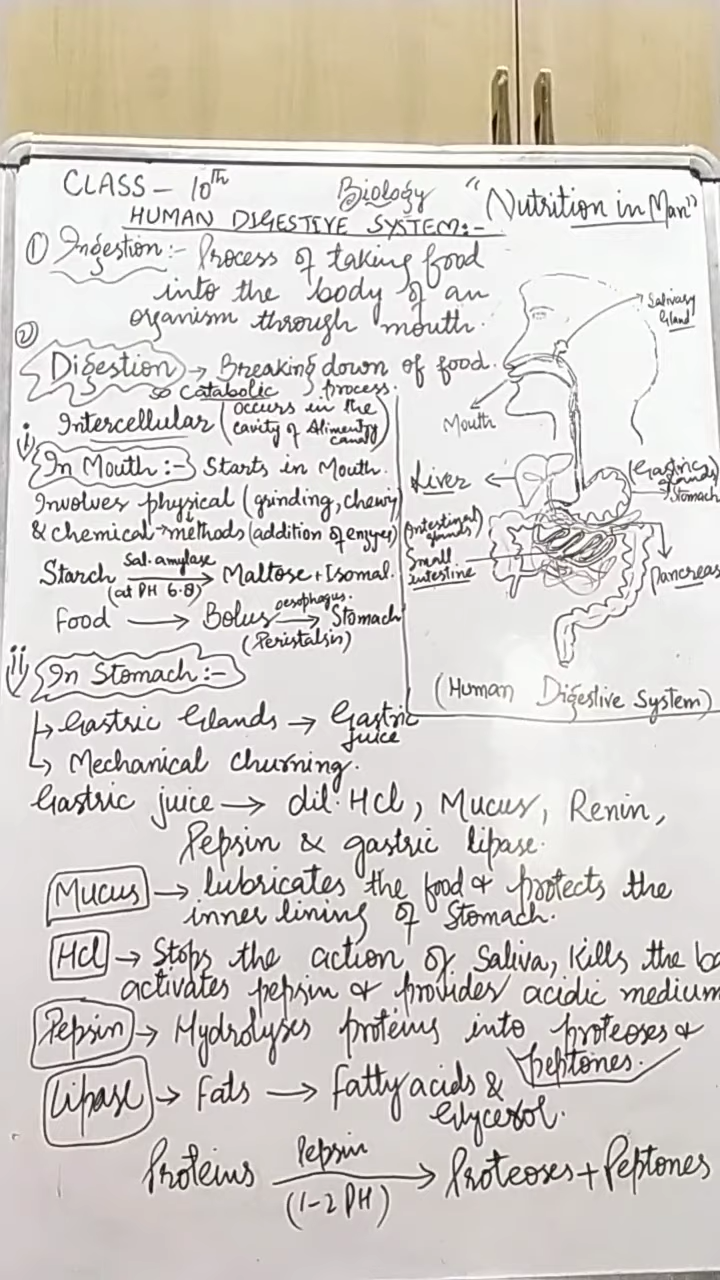 CLASS - 10th Biology "Nutrition in Man"
HUMAN DIGESTIVE SYSTEM:-
① Ingestion:- Process of taking food
into the body of an
organism through mouth.
② Digestion → Breaking down of food.
so Catabolic process.
i Intercellular (occurs in the
cavity of Alimentry
canal)
In Mouth:- Starts in Mouth.
Involves physical (grinding, chewing
& chemical → methods (addition of enzymes)
Starch Sal. amylase → Maltose + Isomal.
(at PH 6.8)
Food → Bolus oesophagus. → Stomach
(Peristalsis)
Salivary
Gland
Mouth
Liver
(Gastric
glands)
Stomach
(Intestinal
glands)
Small
intestine
Pancreas
(Human Digestive System)
ii In Stomach:-
→ Gastric Glands → Gastric
juice
→ Mechanical churning.
Gastric juice → dil. Hcl, Mucus, Renin,
Pepsin & gastric lipase.
Mucus → lubricates the food & protects the
inner lining of Stomach.
Hcl → Stops the action of Saliva, Kills the ba
activates pepsin & provides acidic medium
Pepsin → Hydrolyses proteins into proteoses &
peptones.
Lipase → Fats → Fatty acids &
Glycerol.
Proteins Pepsin → Proteoses + Peptones
(1-2 PH)